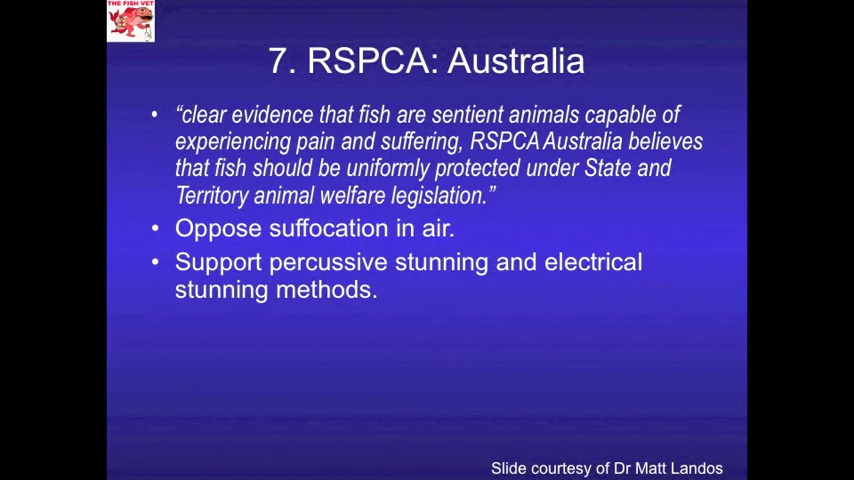 THE FISH VET
7. RSPCA: Australia
• “clear evidence that fish are sentient animals capable of
experiencing pain and suffering, RSPCA Australia believes
that fish should be uniformly protected under State and
Territory animal welfare legislation.”
• Oppose suffocation in air.
• Support percussive stunning and electrical
stunning methods.
Slide courtesy of Dr Matt Landos